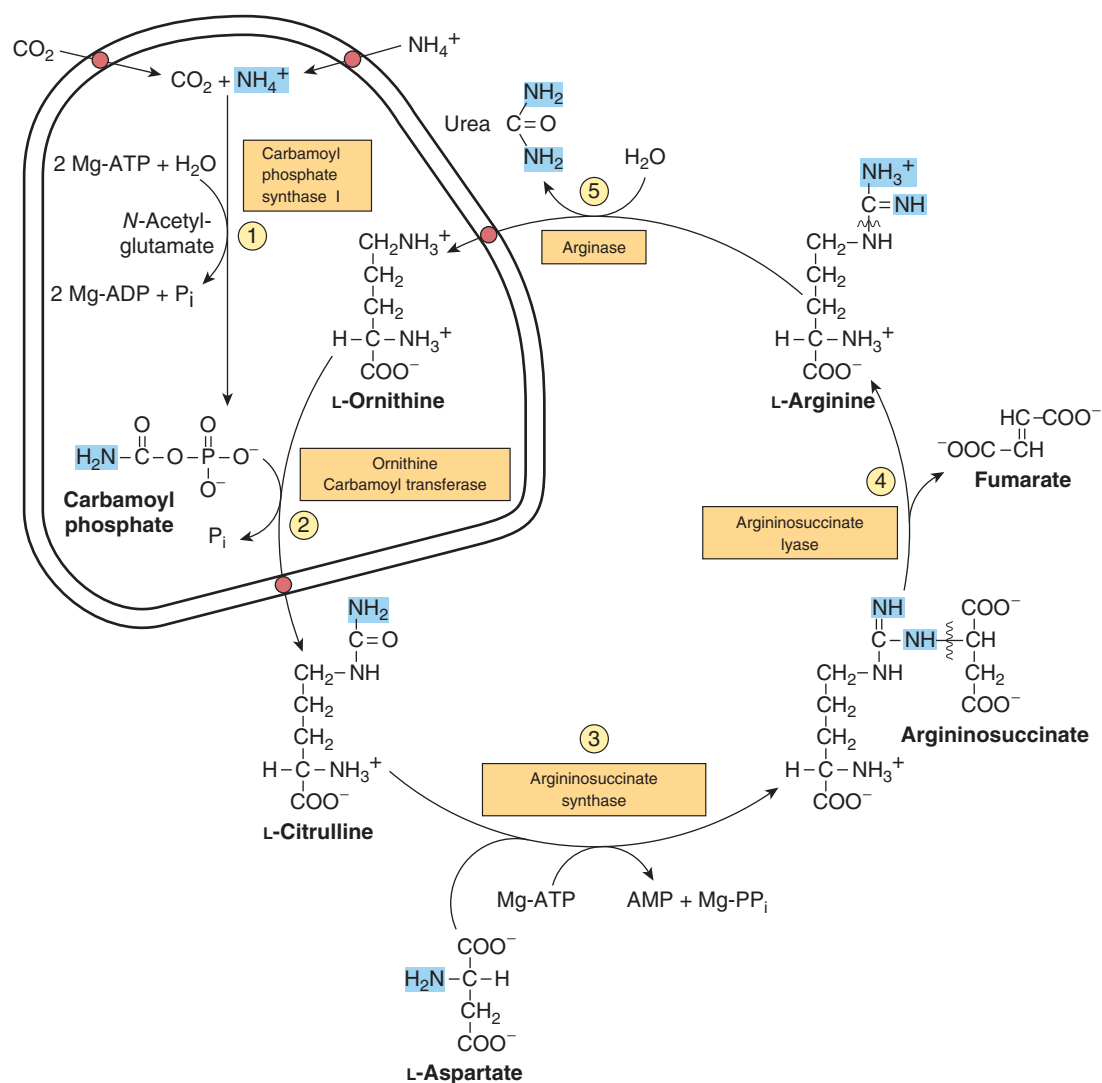 CO₂
NH₄⁺
CO₂ + NH₄⁺
2 Mg-ATP + H₂O
Carbamoyl
phosphate
synthase I
N-Acetyl-
glutamate
1
2 Mg-ADP + Pi
H₂N–C–O–P–O⁻
O
O
O⁻
Carbamoyl
phosphate
Pi
CH₂NH₃⁺
CH₂
CH₂
H–C–NH₃⁺
COO⁻
L-Ornithine
Ornithine
Carbamoyl transferase
2
NH₂
Urea C=O
NH₂
H₂O
5
Arginase
NH₃⁺
C=NH
CH₂–NH
CH₂
CH₂
H–C–NH₃⁺
COO⁻
L-Arginine
HC–COO⁻
⁻OOC–CH
Fumarate
4
Argininosuccinate
lyase
NH
C–NH–CH
CH₂–NH
CH₂
CH₂
H–C–NH₃⁺
COO⁻
COO⁻
CH₂
COO⁻
Argininosuccinate
NH₂
C=O
CH₂–NH
CH₂
CH₂
H–C–NH₃⁺
COO⁻
L-Citrulline
3
Argininosuccinate
synthase
Mg-ATP
AMP + Mg-PPi
COO⁻
H₂N–C–H
CH₂
COO⁻
L-Aspartate